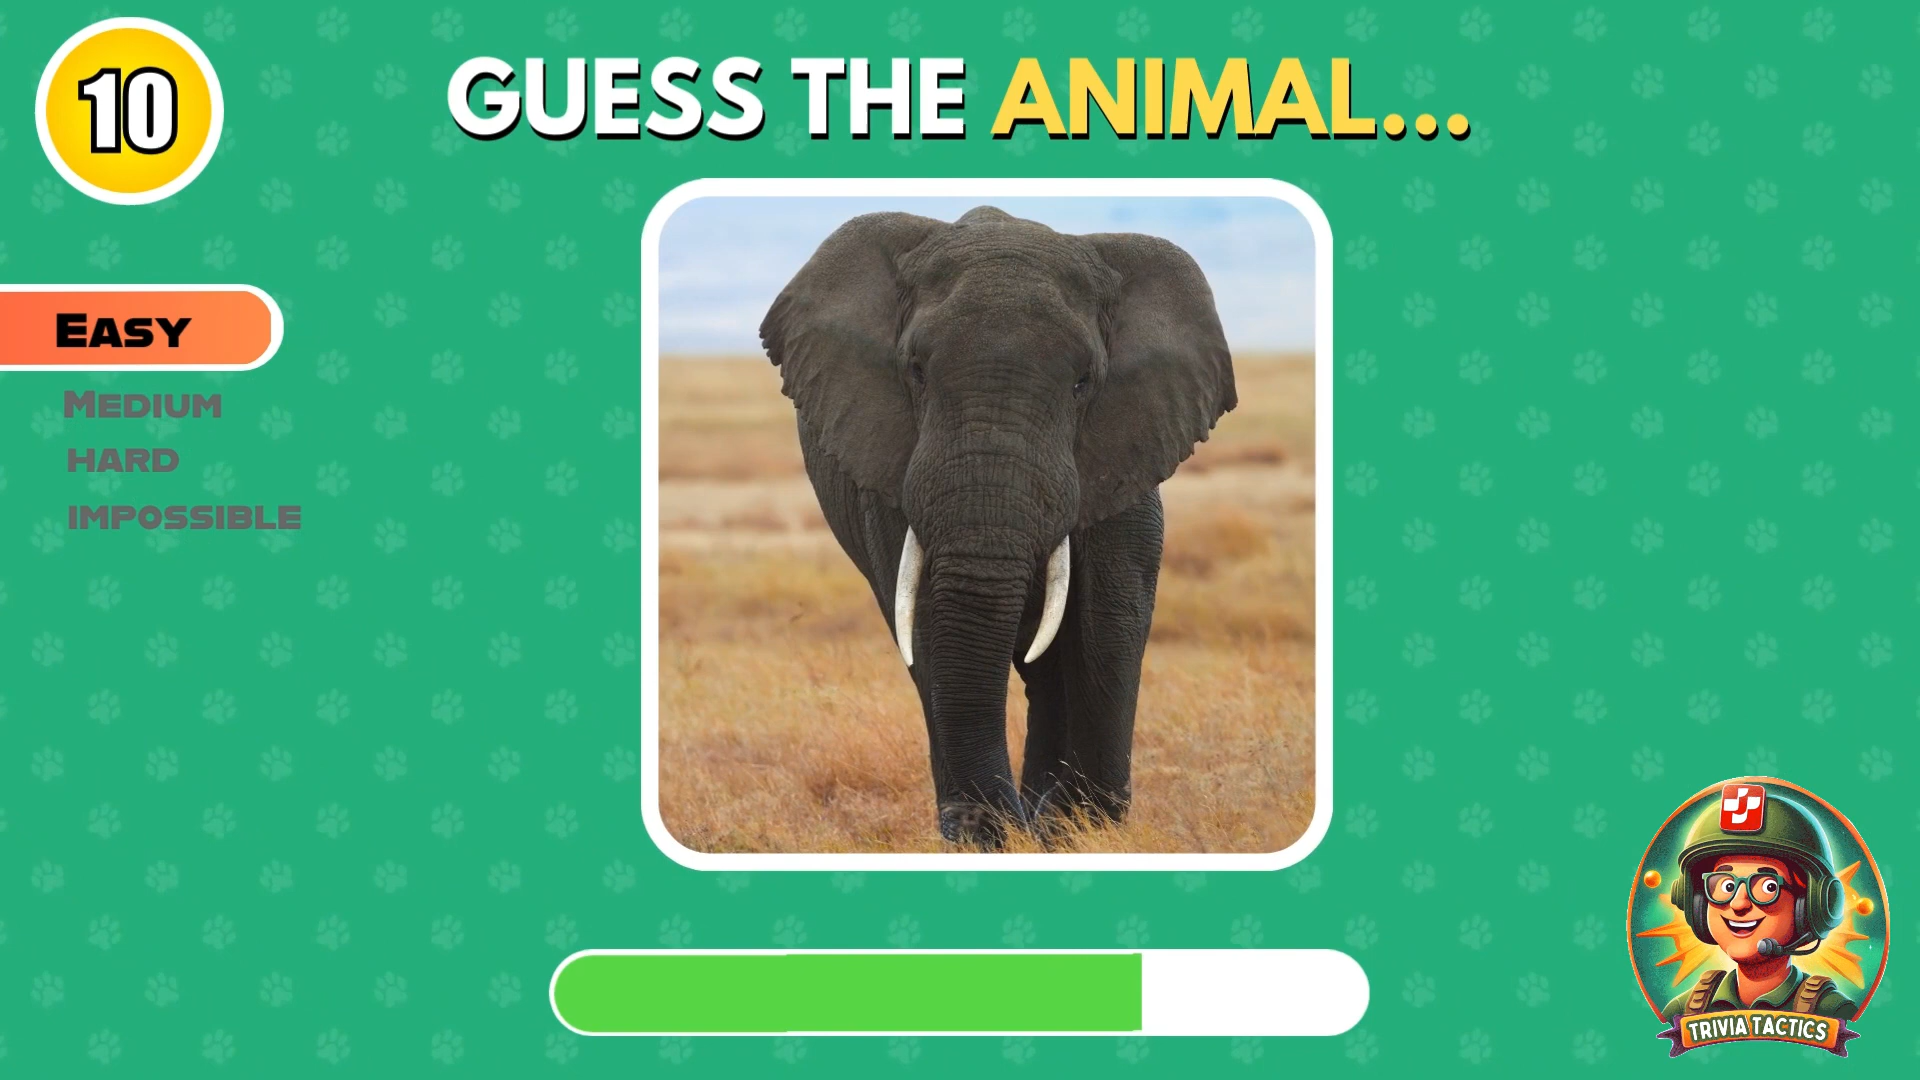 10
GUESS THE ANIMAL...
EASY
MEDIUM
HARD
IMPOSSIBLE
TRIVIA TACTICS